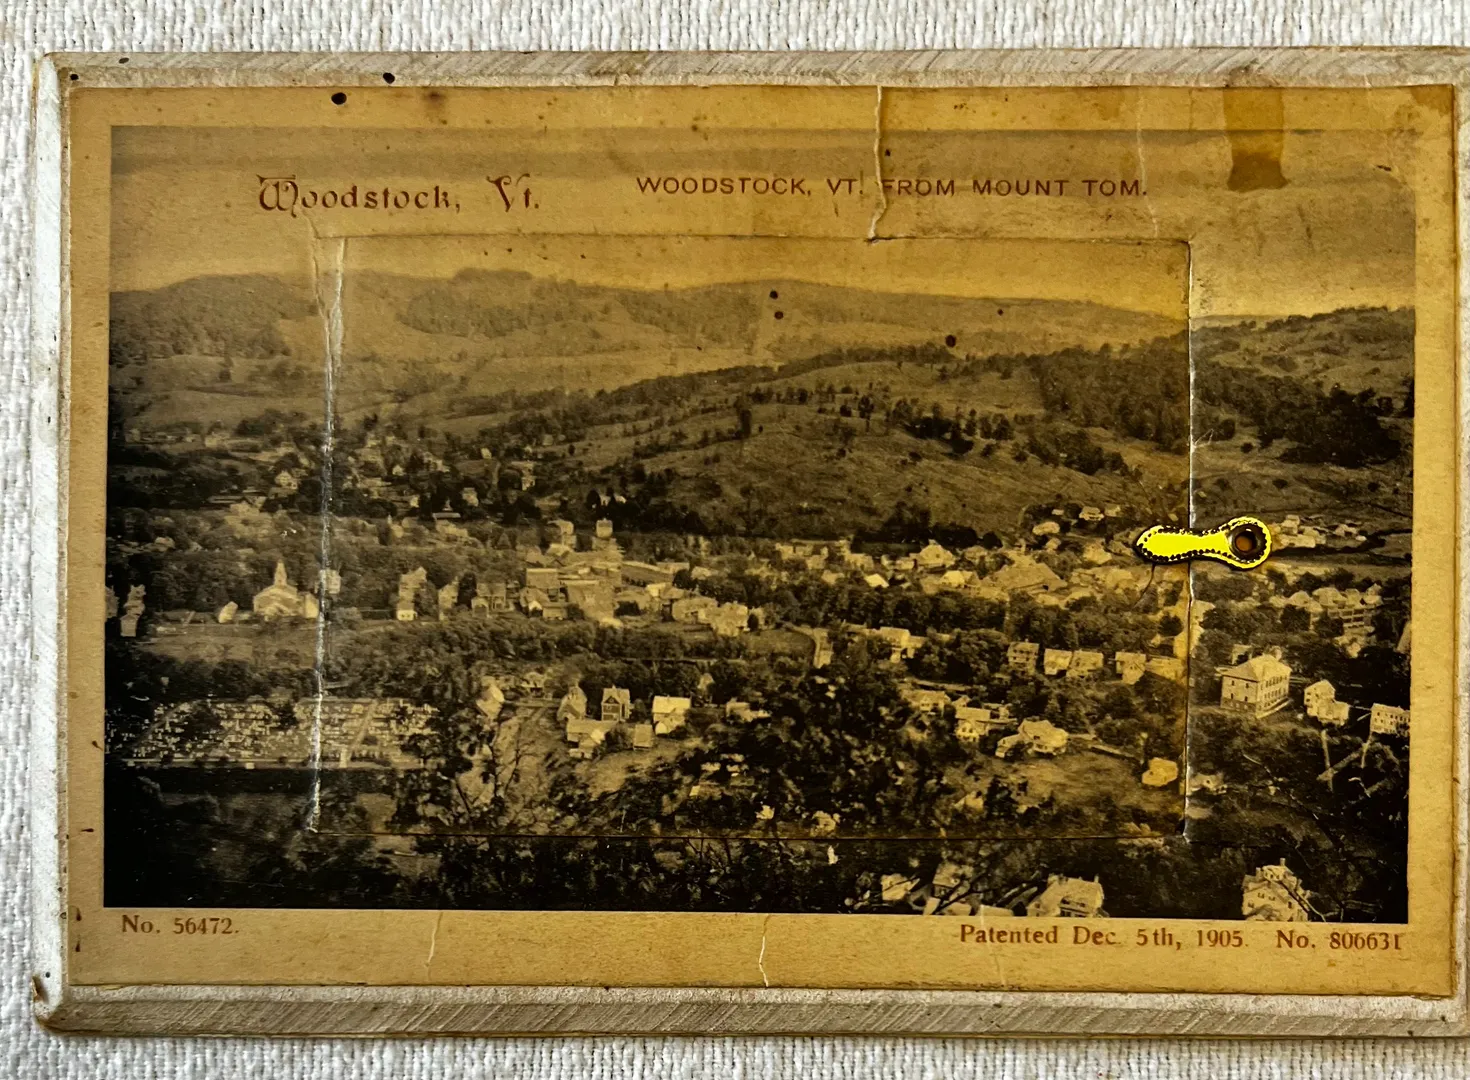 Woodstock, Vt.
WOODSTOCK, VT. FROM MOUNT TOM.
No. 56472.
Patented Dec. 5th, 1905. No. 806631